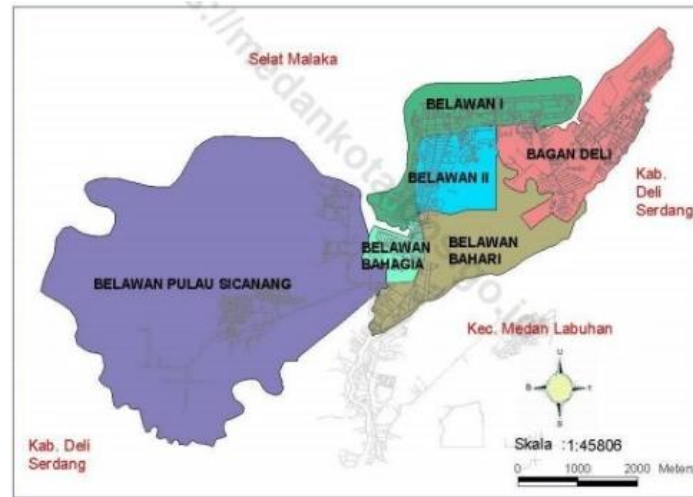 Selat Malaka
BELAWAN I
BAGAN DELI
BELAWAN II
Kab.
Deli
Serdang
BELAWAN
BAHAGIA
BELAWAN
BAHARI
BELAWAN PULAU SICANANG
Kec. Medan Labuhan
U
B
T
S
Kab. Deli
Serdang
Skala :1:45806
0 1000 2000 Meters